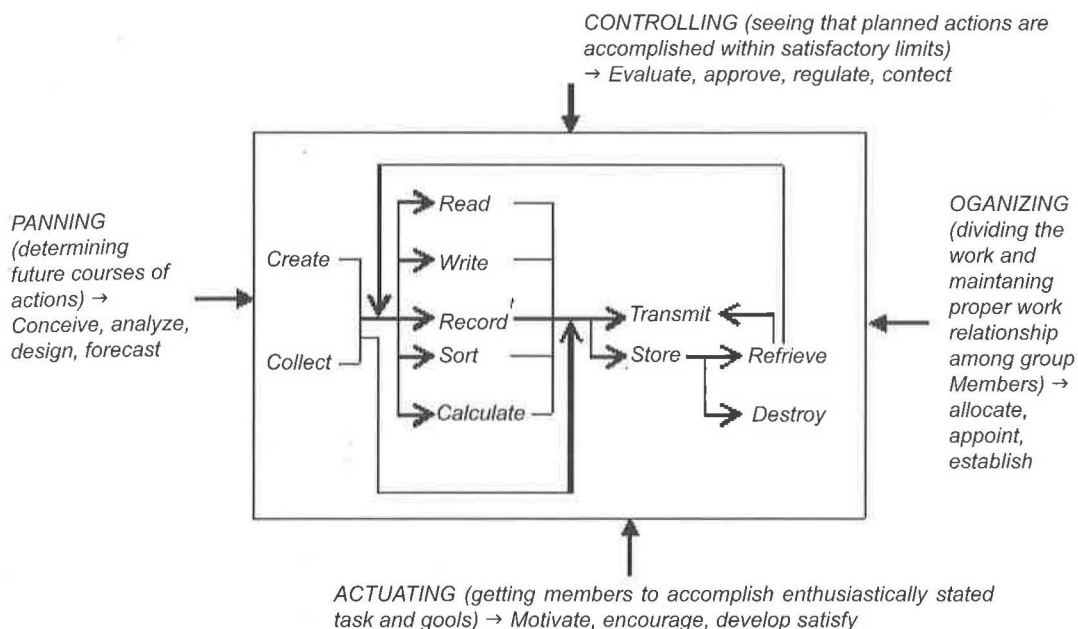 CONTROLLING (seeing that planned actions are
accomplished within satisfactory limits)
→ Evaluate, approve, regulate, contect
PANNING
(determining
future courses of
actions) →
Conceive, analyze,
design, forecast
Create
Collect
Read
Write
Record
Sort
Calculate
Transmit
Store
Refrieve
Destroy
OGANIZING
(dividing the
work and
maintaning
proper work
relationship
among group
Members) →
allocate,
appoint,
establish
ACTUATING (getting members to accomplish enthusiastically stated
task and gools) → Motivate, encourage, develop satisfy